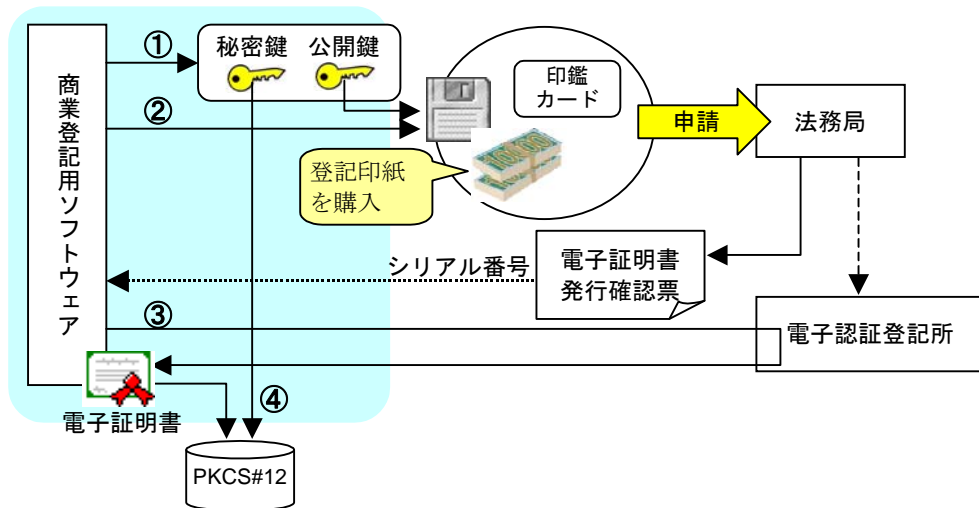 ①
秘密鍵
公開鍵
商業登記用ソフトウェア
②
印鑑
カード
申請
法務局
登記印紙
を購入
シリアル番号
電子証明書
発行確認票
③
電子認証登記所
電子証明書
④
PKCS#12